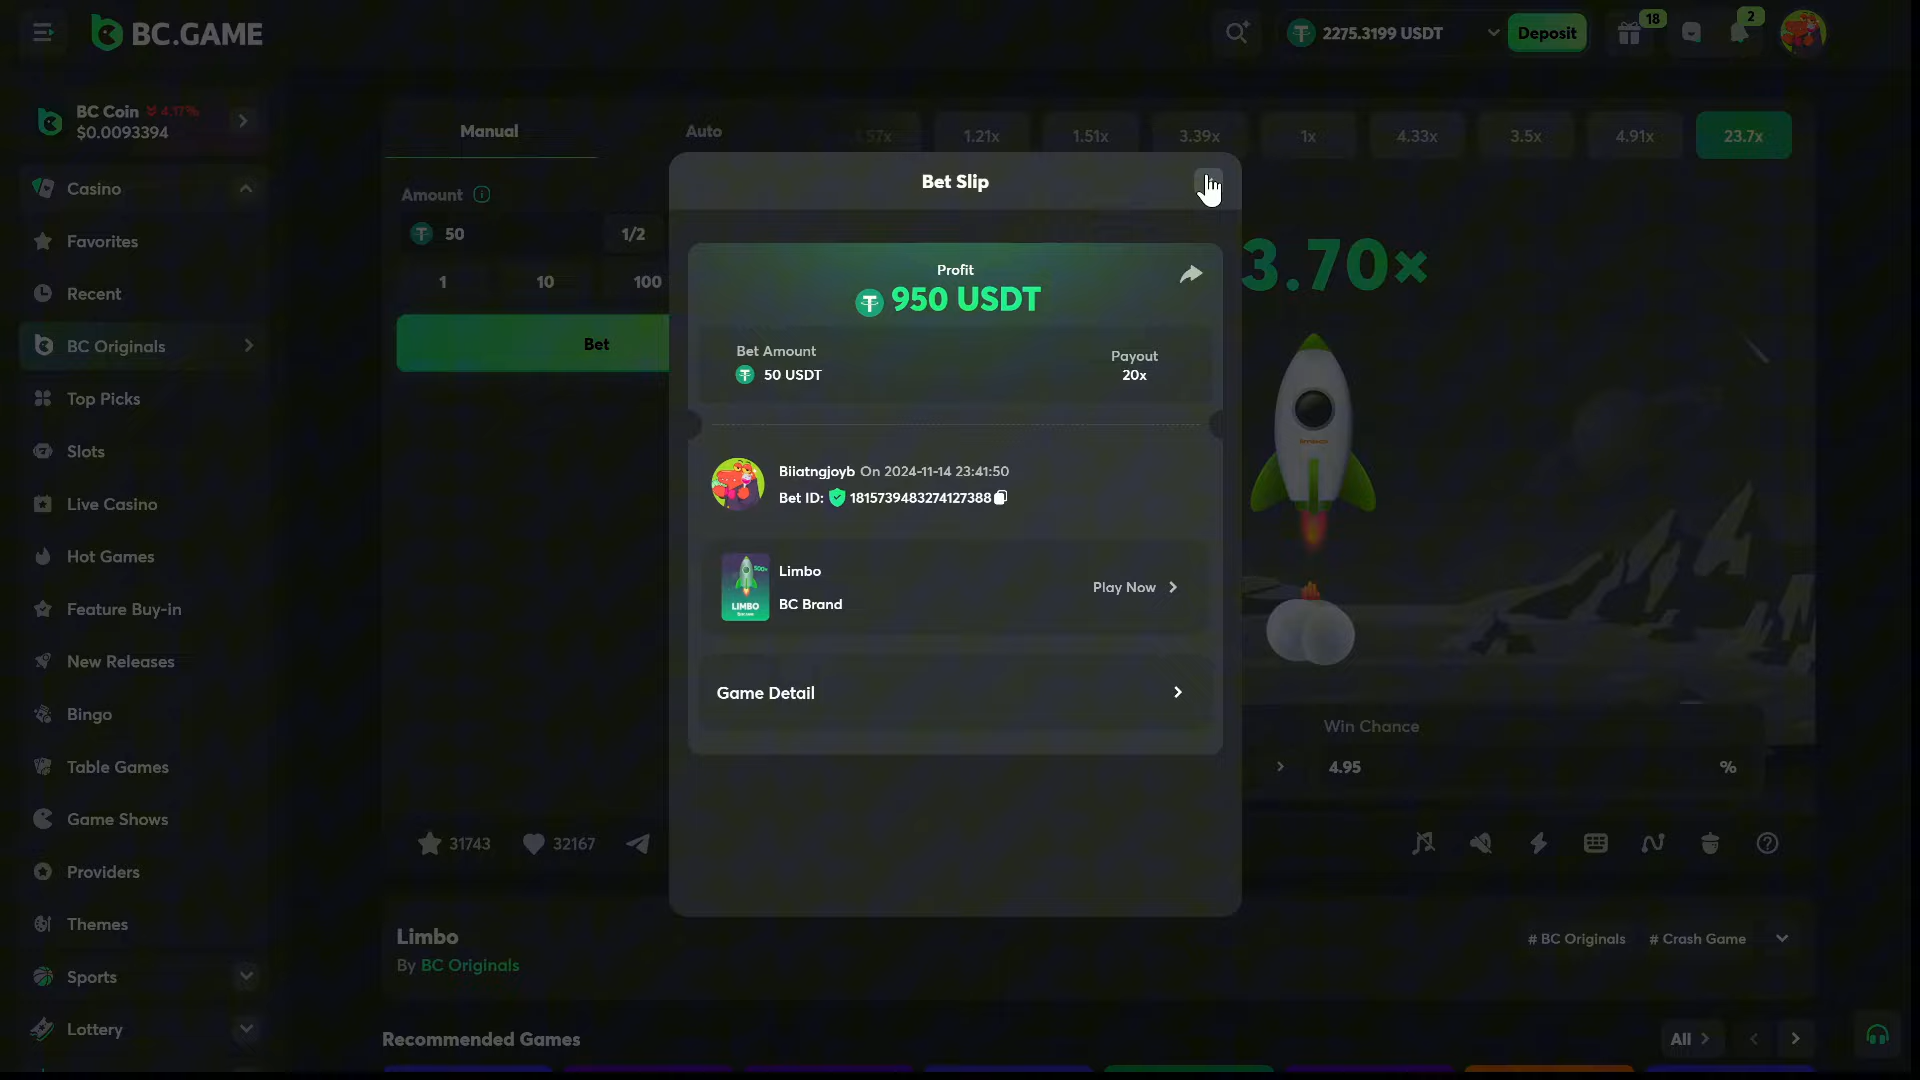 BC.GAME
18
2
2275.3199 USDT
Deposit
BC Coin 4.17%
$0.0093394
Casino
Favorites
Recent
BC Originals
Top Picks
Slots
Live Casino
Hot Games
Feature Buy-in
New Releases
Bingo
Table Games
Game Shows
Providers
Themes
Sports
Lottery
Manual
Auto
.57x
1.21x
1.51x
3.39x
1x
4.33x
3.5x
4.91x
23.7x
Amount
50
1/2
1
10
100
Bet
3.70×
Bet Slip
Profit
950 USDT
Bet Amount
50 USDT
Payout
20x
Biiatngjoyb On 2024-11-14 23:41:50
Bet ID: 1815739483274127388
LIMBO
Limbo
BC Brand
Play Now
Game Detail
Win Chance
4.95
%
31743
32167
Limbo
By BC Originals
# BC Originals
# Crash Game
Recommended Games
All